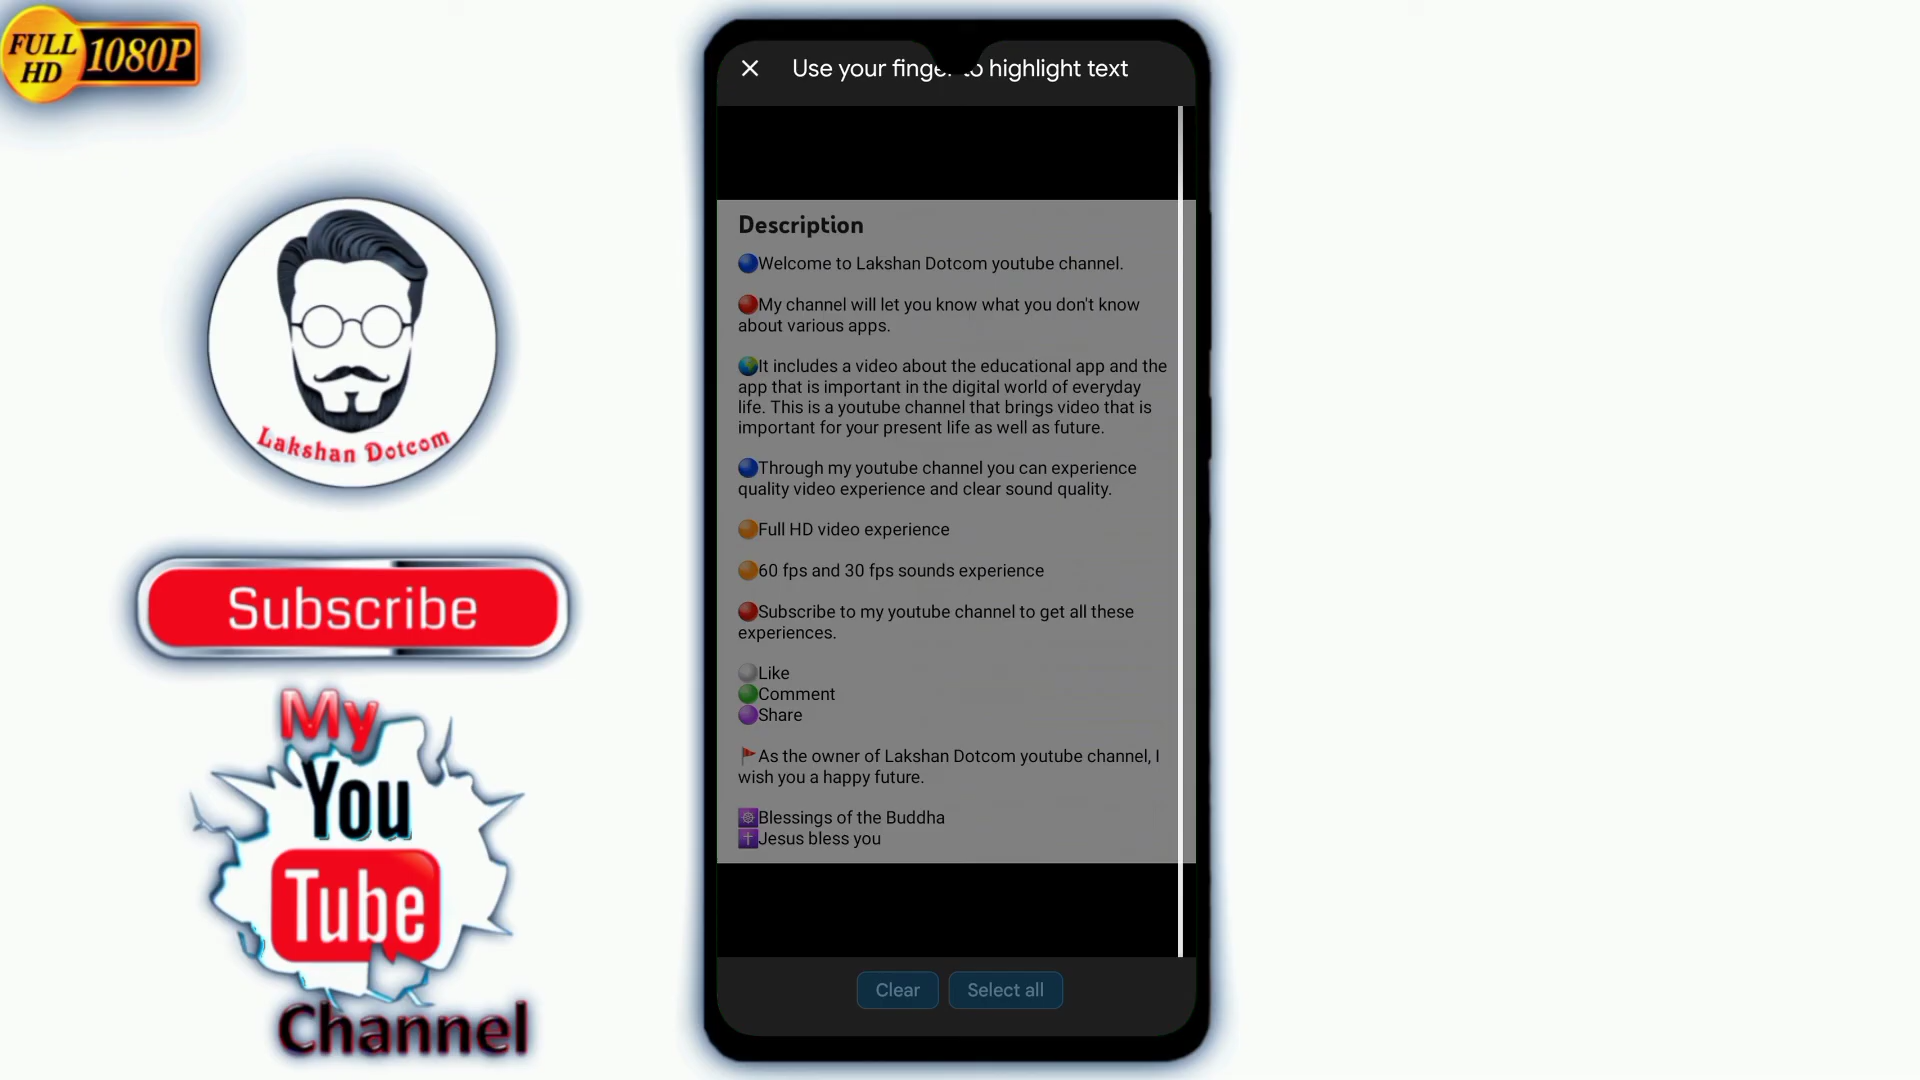 FULL
HD
1080P
Lakshan Dotcom
Subscribe
My
You
Tube
Channel
Use your finger to highlight text
Description
🔵Welcome to Lakshan Dotcom youtube channel.
🔴My channel will let you know what you don't know
about various apps.
🌍It includes a video about the educational app and the
app that is important in the digital world of everyday
life. This is a youtube channel that brings video that is
important for your present life as well as future.
🔵Through my youtube channel you can experience
quality video experience and clear sound quality.
🟠Full HD video experience
🟠60 fps and 30 fps sounds experience
🔴Subscribe to my youtube channel to get all these
experiences.
⚪Like
🟢Comment
🟣Share
🚩As the owner of Lakshan Dotcom youtube channel, I
wish you a happy future.
☸️Blessings of the Buddha
✝️Jesus bless you
Clear
Select all